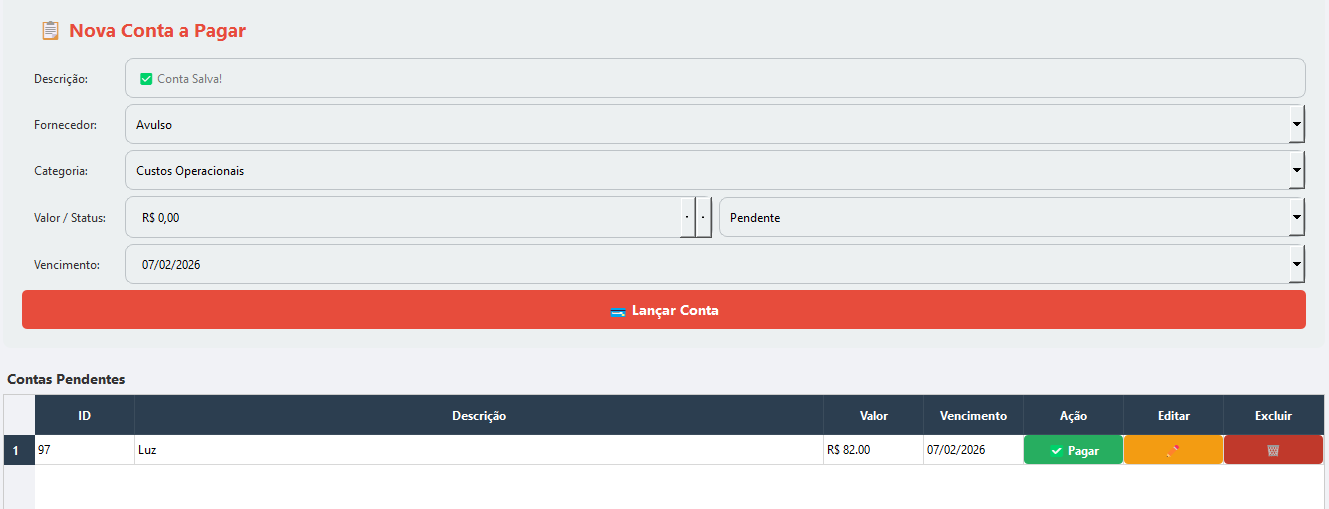 Nova Conta a Pagar
Descrição: ✅ Conta Salva!
Fornecedor: Avulso
Categoria: Custos Operacionais
Valor / Status: R$ 0,00 Pendente
Vencimento: 07/02/2026
Lançar Conta
Contas Pendentes
ID Descrição Valor Vencimento Ação Editar Excluir
1 97 Luz R$ 82.00 07/02/2026 ✅ Pagar